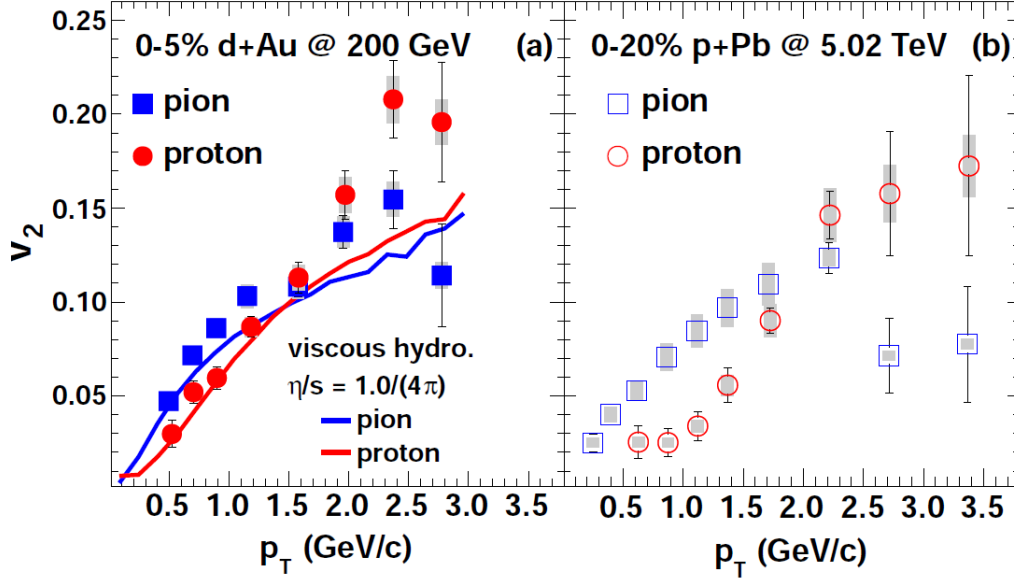 0.25
0.20
0.15
0.10
0.05
v2
0-5% d+Au @ 200 GeV (a)
pion
proton
viscous hydro.
η/s = 1.0/(4π)
pion
proton
0.5 1.0 1.5 2.0 2.5 3.0
pT (GeV/c)
0-20% p+Pb @ 5.02 TeV (b)
pion
proton
0.5 1.0 1.5 2.0 2.5 3.0 3.5
pT (GeV/c)